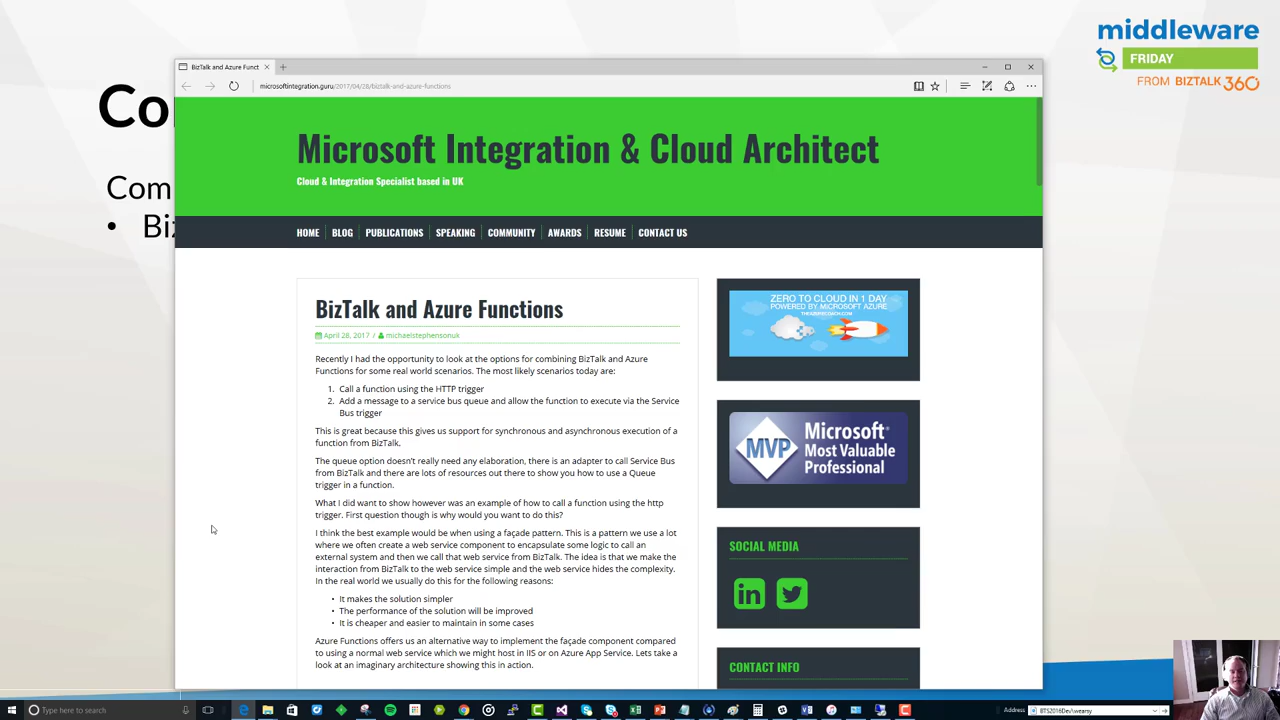 middleware
FRIDAY
FROM BIZTALK360
Co
Com
• Biz
BizTalk and Azure Funct
microsoftintegration.guru/2017/04/28/biztalk-and-azure-functions
Microsoft Integration & Cloud Architect
Cloud & Integration Specialist based in UK
HOME BLOG PUBLICATIONS SPEAKING COMMUNITY AWARDS RESUME CONTACT US
BizTalk and Azure Functions
April 28, 2017 / michaelstephensonuk
Recently I had the opportunity to look at the options for combining BizTalk and Azure
Functions for some real world scenarios. The most likely scenarios today are:
1. Call a function using the HTTP trigger
2. Add a message to a service bus queue and allow the function to execute via the Service
Bus trigger
This is great because this gives us support for synchronous and asynchronous execution of a
function from BizTalk.
The queue option doesn't really need any elaboration, there is an adapter to call Service Bus
from BizTalk and there are lots of resources out there to show you how to use a Queue
trigger in a function.
What I did want to show however was an example of how to call a function using the http
trigger. First question though is why would you want to do this?
I think the best example would be when using a façade pattern. This is a pattern we use a lot
where we often create a web service component to encapsulate some logic to call an
external system and then we call that web service from BizTalk. The idea is that we make the
interaction from BizTalk to the web service simple and the web service hides the complexity.
In the real world we usually do this for the following reasons:
• It makes the solution simpler
• The performance of the solution will be improved
• It is cheaper and easier to maintain in some cases
Azure Functions offers us an alternative way to implement the façade component compared
to using a normal web service which we might host in IIS or on Azure App Service. Lets take a
look at an imaginary architecture showing this in action.
ZERO TO CLOUD IN 1 DAY
POWERED BY MICROSOFT AZURE
THEAZURECOACH.COM
MVP
Microsoft®
Most Valuable
Professional
SOCIAL MEDIA
in
CONTACT INFO
Type here to search
Address
BTS2016Dev\wearsy